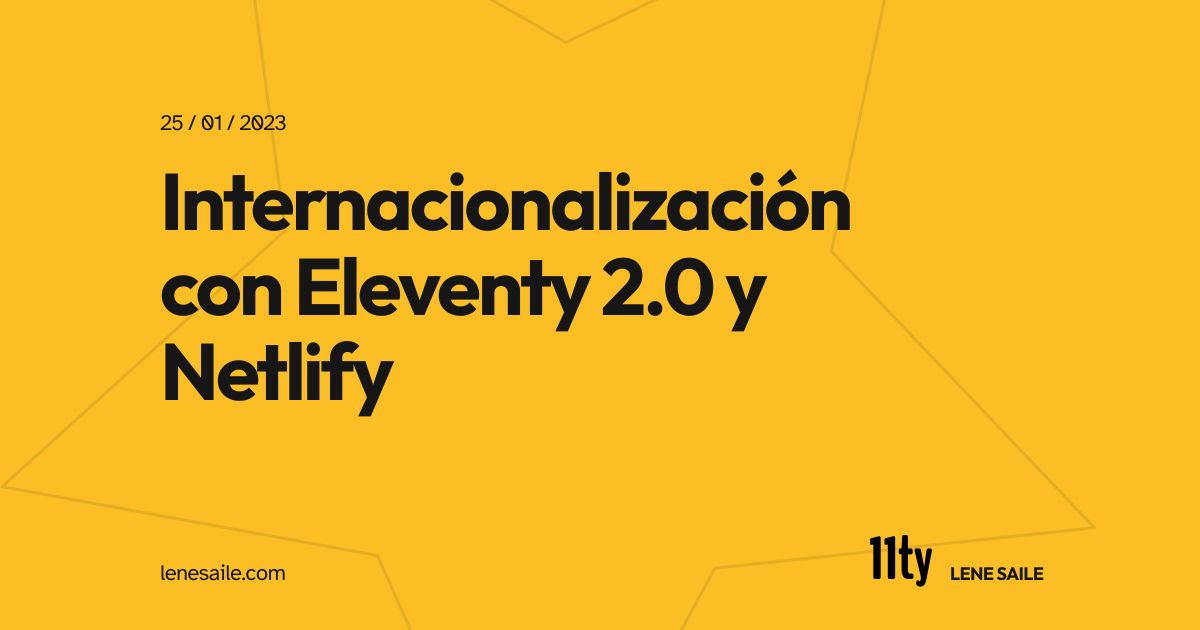 25 / 01 / 2023
Internacionalización
con Eleventy 2.0 y
Netlify
lenesaile.com
11ty
LENE SAILE